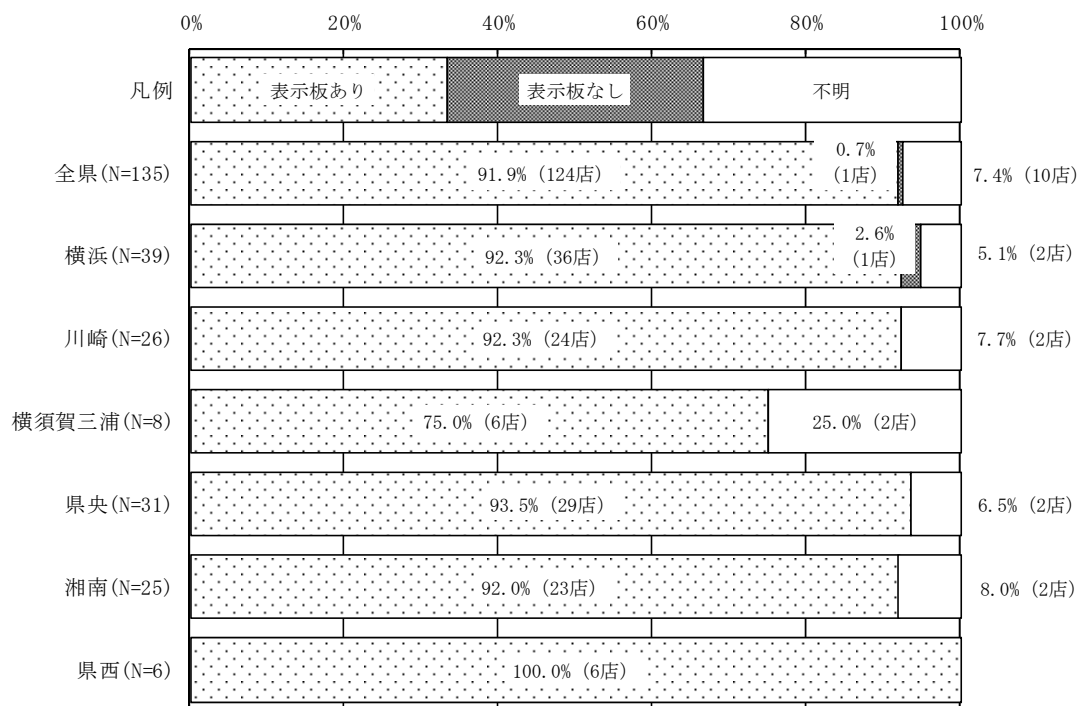 0% 20% 40% 60% 80% 100%
凡例 表示板あり 表示板なし 不明
全県(N=135) 91.9% (124店) 0.7% (1店) 7.4% (10店)
横浜(N=39) 92.3% (36店) 2.6% (1店) 5.1% (2店)
川崎(N=26) 92.3% (24店) 7.7% (2店)
横須賀三浦(N=8) 75.0% (6店) 25.0% (2店)
県央(N=31) 93.5% (29店) 6.5% (2店)
湘南(N=25) 92.0% (23店) 8.0% (2店)
県西(N=6) 100.0% (6店)